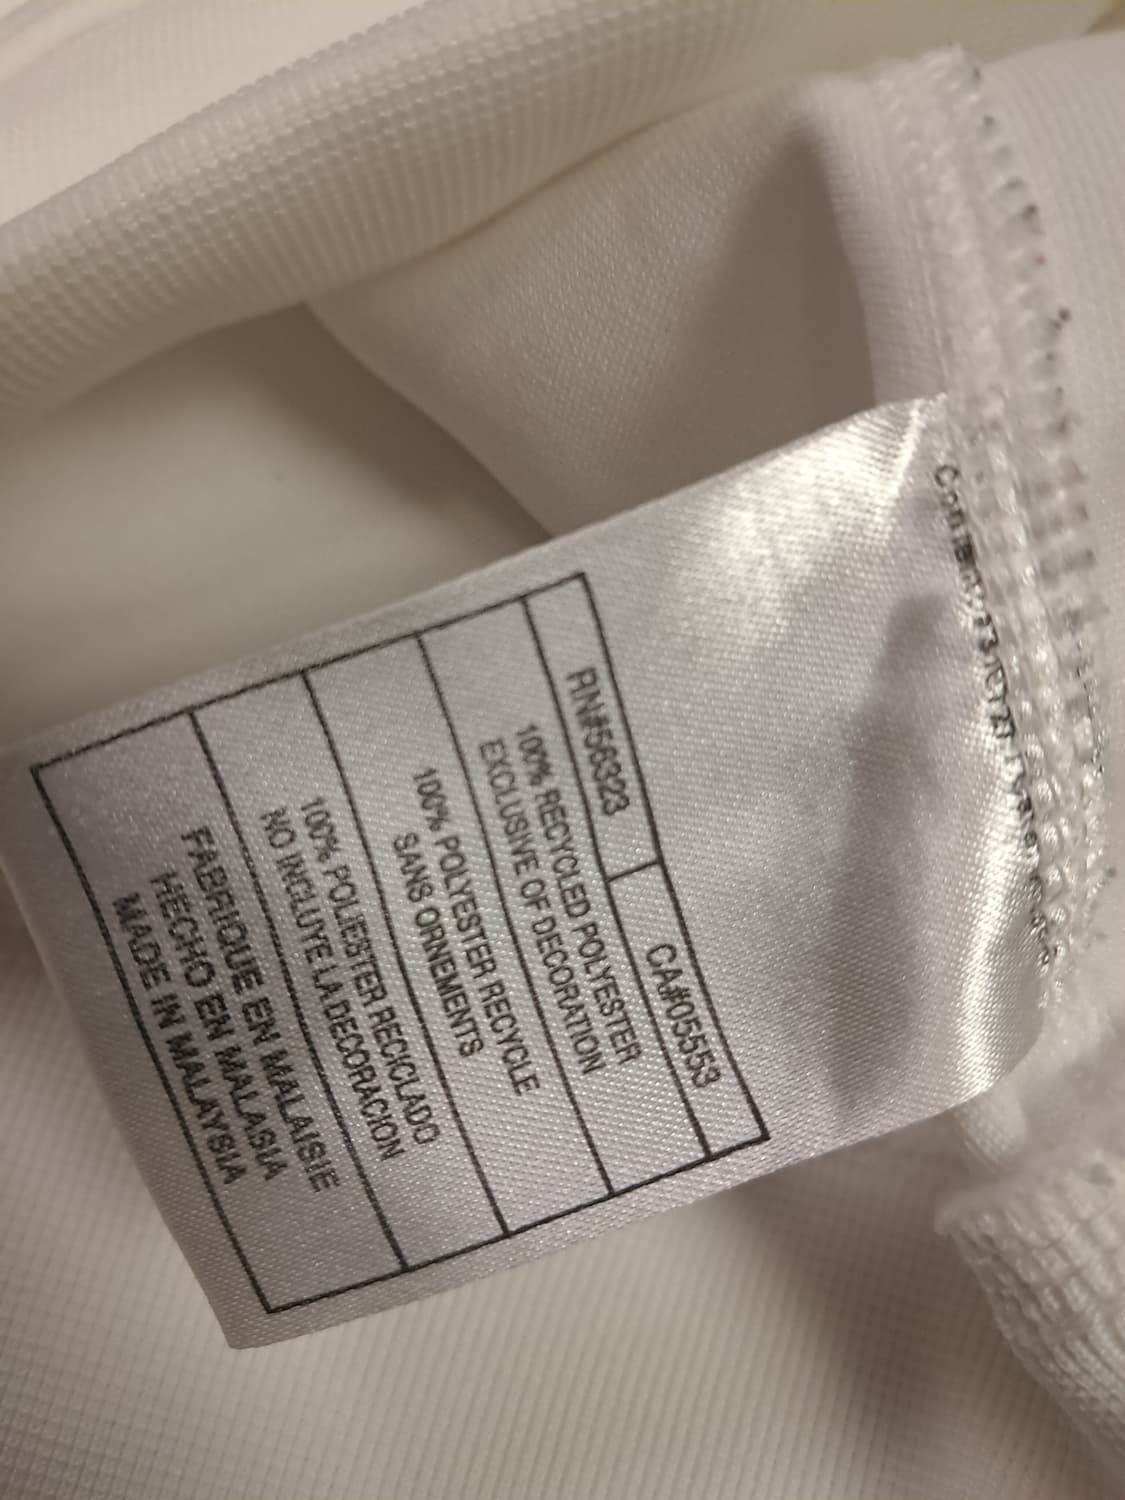 RN#56323 CA#05553
100% RECYCLED POLYESTER
EXCLUSIVE OF DECORATION
100% POLYESTER RECYCLE
SANS ORNEMENTS
100% POLIESTER RECICLADO
NO INCLUYE LA DECORACION
FABRIQUE EN MALAISIE
HECHO EN MALASIA
MADE IN MALAYSIA